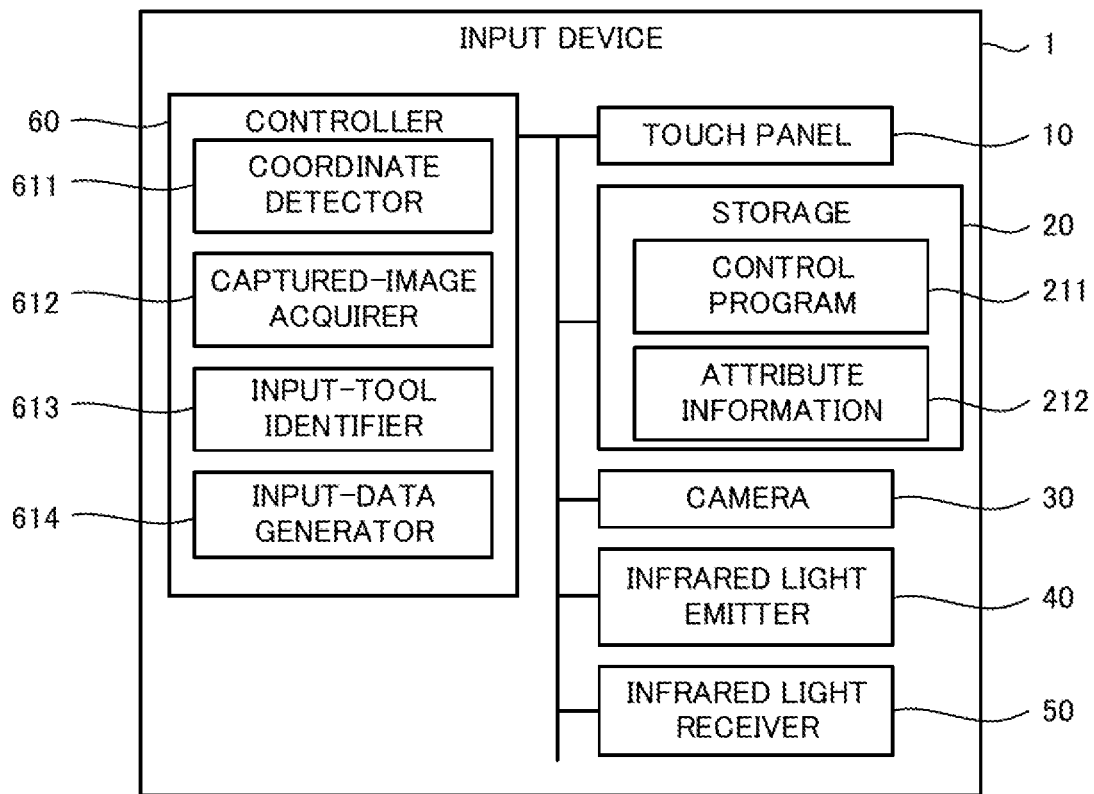 INPUT DEVICE
1
60
CONTROLLER
611
COORDINATE
DETECTOR
612
CAPTURED-IMAGE
ACQUIRER
613
INPUT-TOOL
IDENTIFIER
614
INPUT-DATA
GENERATOR
TOUCH PANEL
10
STORAGE
20
CONTROL
PROGRAM
211
ATTRIBUTE
INFORMATION
212
CAMERA
30
INFRARED LIGHT
EMITTER
40
INFRARED LIGHT
RECEIVER
50